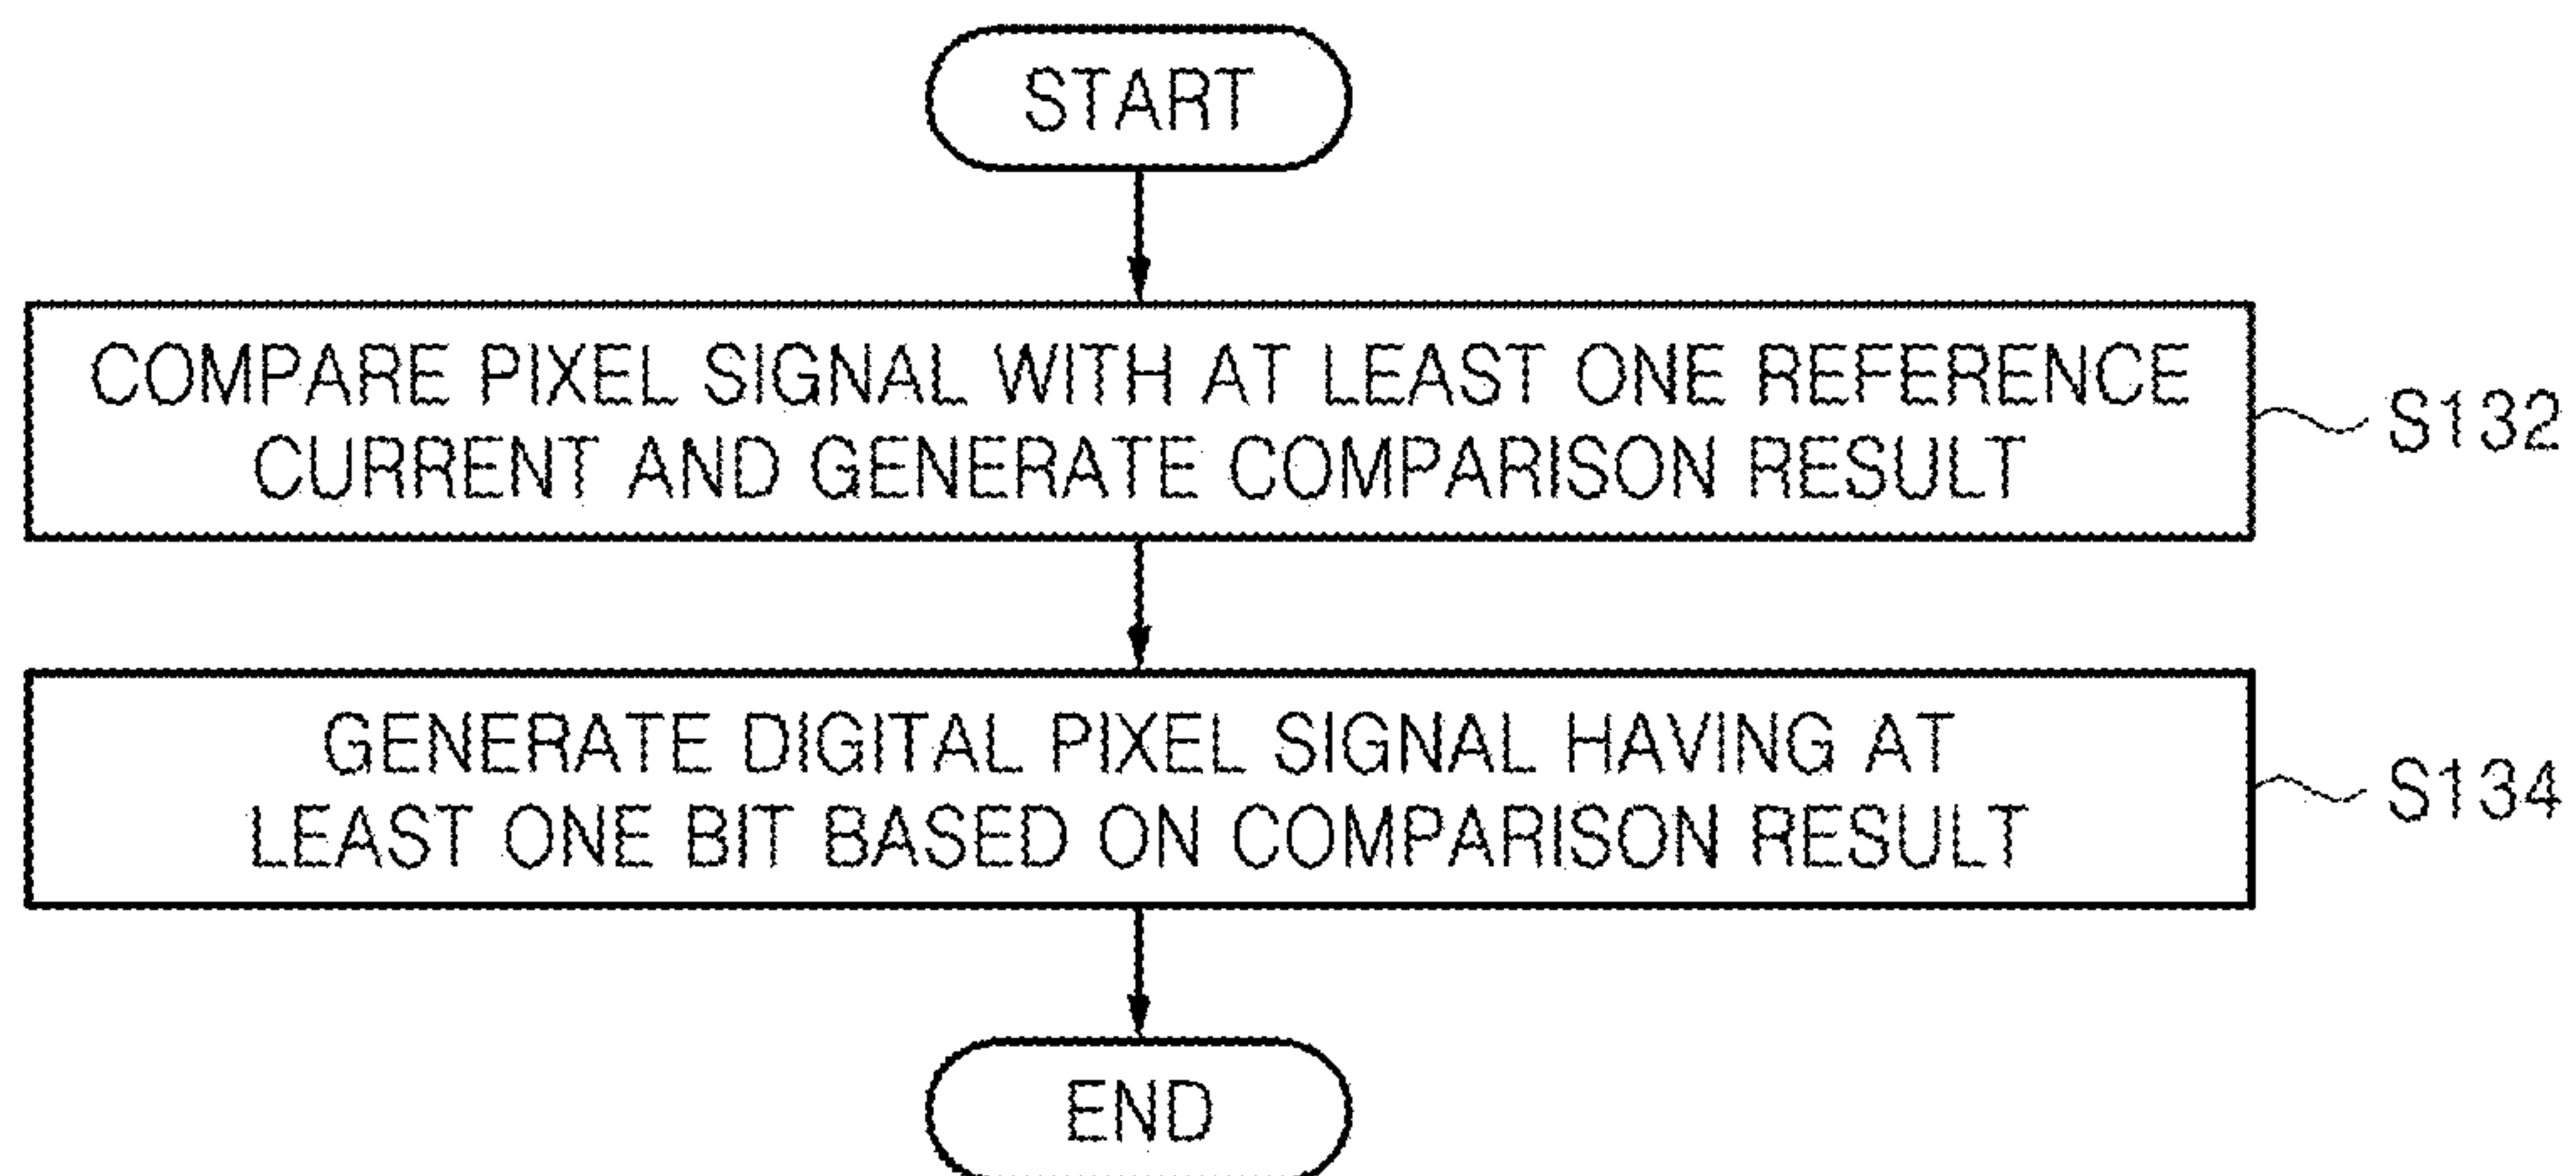 START
COMPARE PIXEL SIGNAL WITH AT LEAST ONE REFERENCE
CURRENT AND GENERATE COMPARISON RESULT
S132
GENERATE DIGITAL PIXEL SIGNAL HAVING AT
LEAST ONE BIT BASED ON COMPARISON RESULT
S134
END